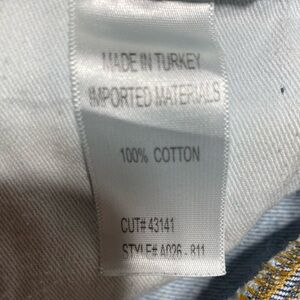 MADE IN TURKEY
IMPORTED MATERIALS
100% COTTON
CUT# 43141
STYLE# A026 - 811